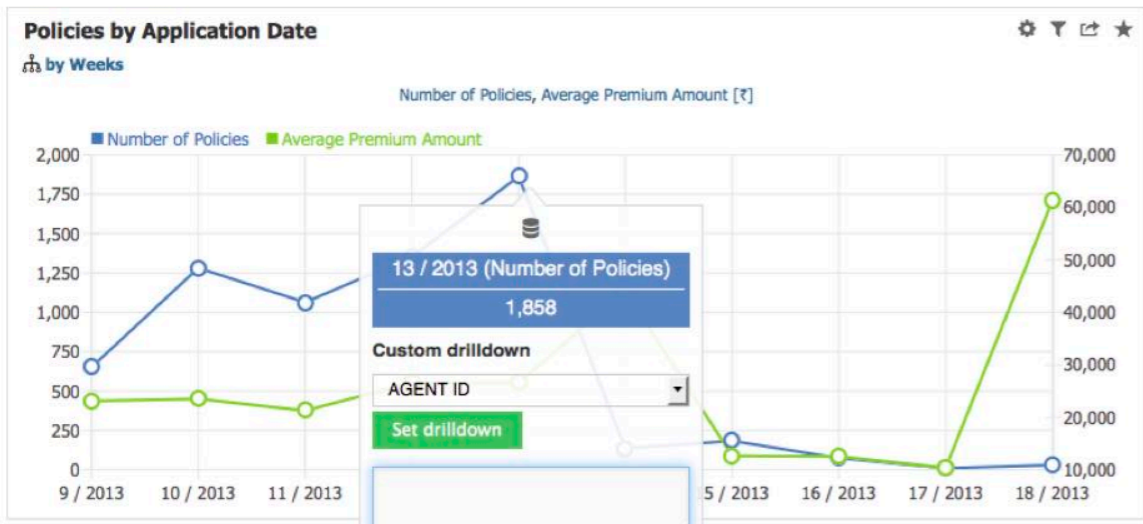 Policies by Application Date
by Weeks
Number of Policies, Average Premium Amount [₹]
Number of Policies Average Premium Amount
2,000
1,750
1,500
1,250
1,000
750
500
250
0
70,000
60,000
50,000
40,000
30,000
20,000
10,000
13 / 2013 (Number of Policies)
1,858
Custom drilldown
AGENT ID
Set drilldown
9 / 2013 10 / 2013 11 / 2013 15 / 2013 16 / 2013 17 / 2013 18 / 2013